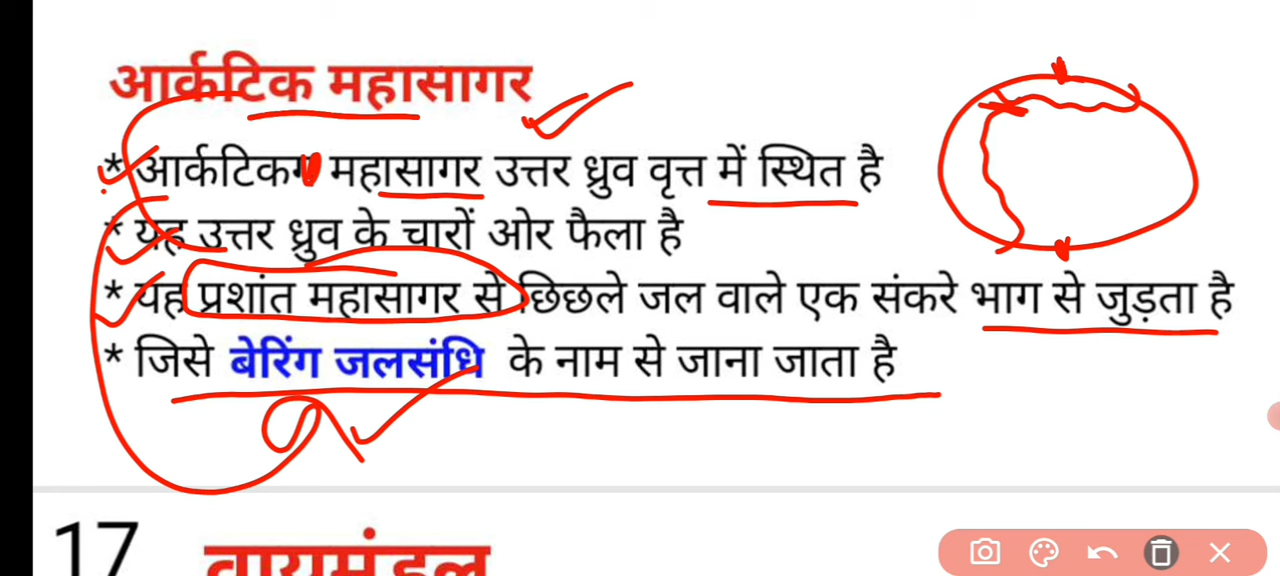 आर्कटिक महासागर
* आर्कटिक महासागर उत्तर ध्रुव वृत्त में स्थित है
* यह उत्तर ध्रुव के चारों ओर फैला है
* यह प्रशांत महासागर से छिछले जल वाले एक संकरे भाग से जुड़ता है
* जिसे बेरिंग जलसंधि के नाम से जाना जाता है
17 वायुमंडल